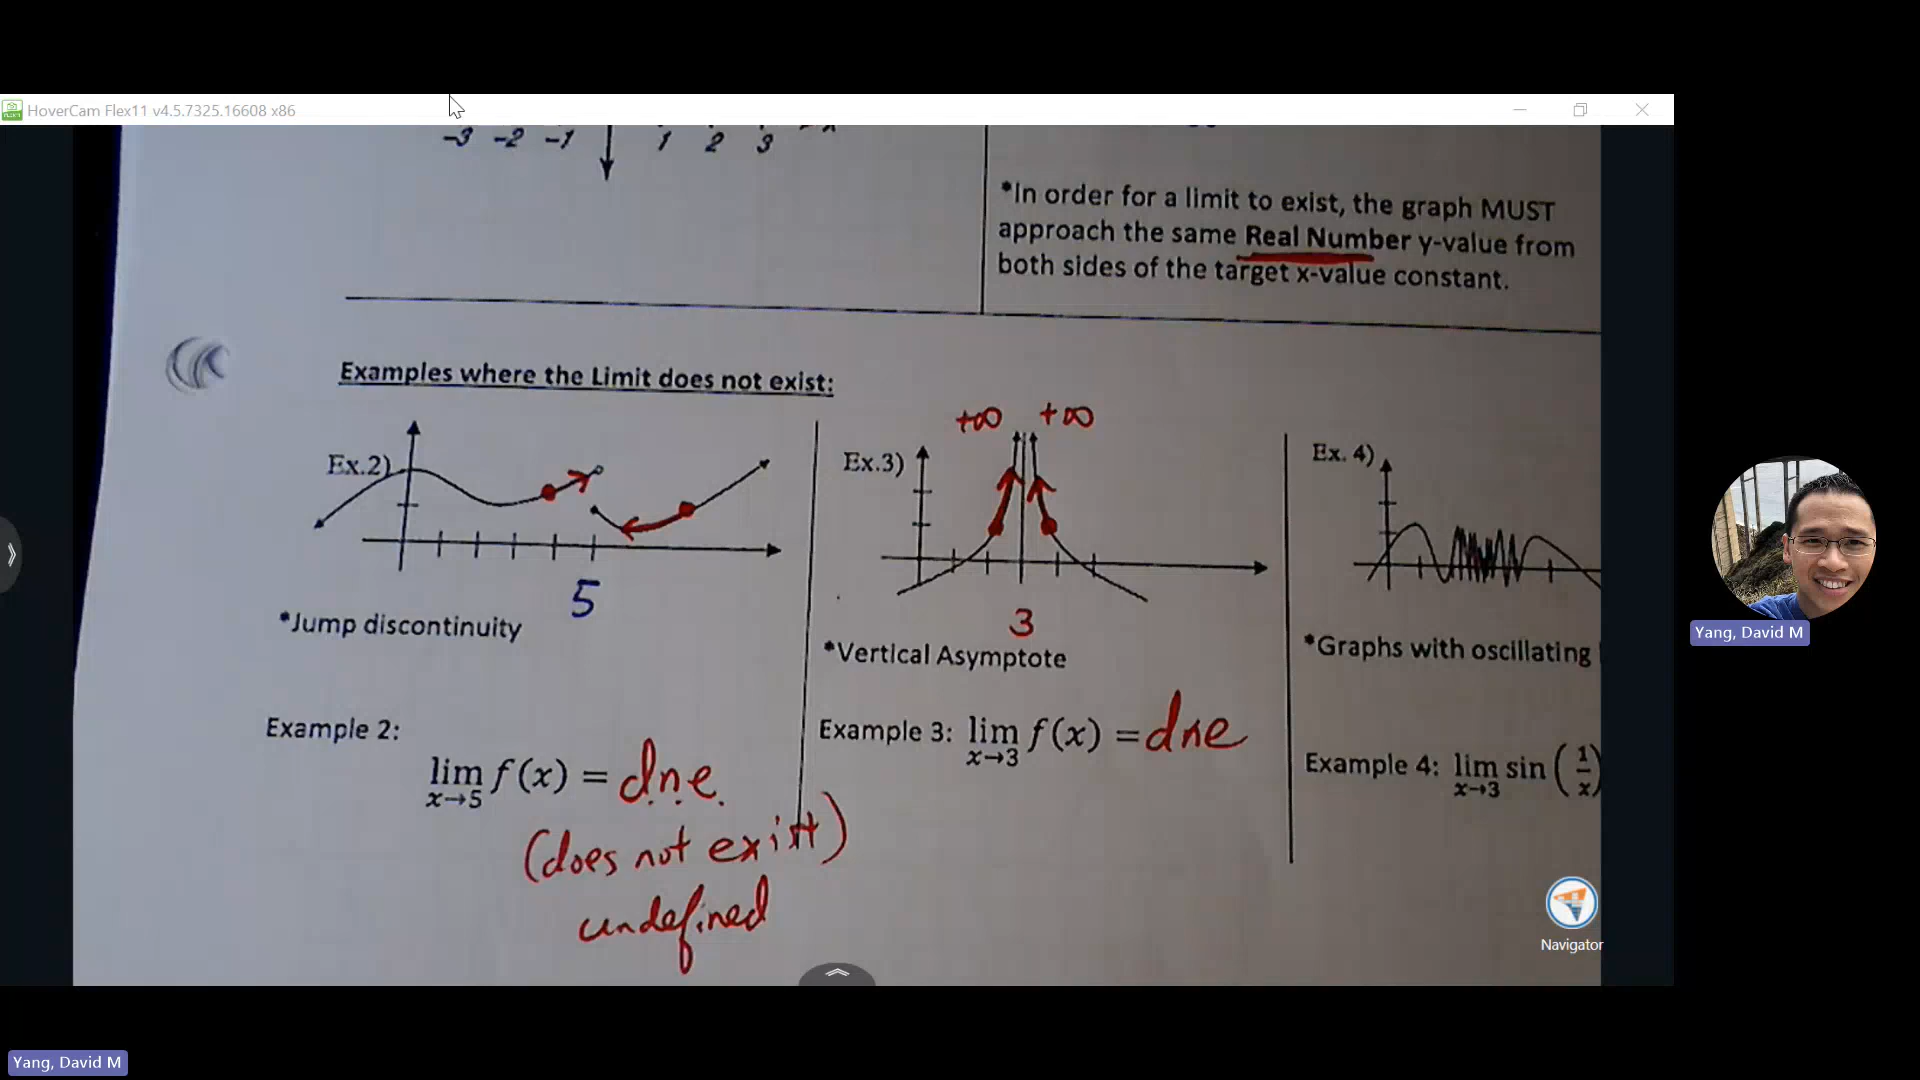 HoverCam Flex11 v4.5.7325.16608 x86
-3 -2 -1 1 2 3
*In order for a limit to exist, the graph MUST
approach the same Real Number y-value from
both sides of the target x-value constant.
Examples where the Limit does not exist:
Ex.2)
5
*Jump discontinuity
Example 2:
lim f(x) = d.n.e.
x→5
(does not exist)
undefined
+∞ +∞
Ex.3)
3
*Vertical Asymptote
Example 3: lim f(x) = dne
x→3
Ex. 4)
*Graphs with oscillating
Example 4: lim sin(1/x)
x→3
Navigator
Yang, David M
Yang, David M